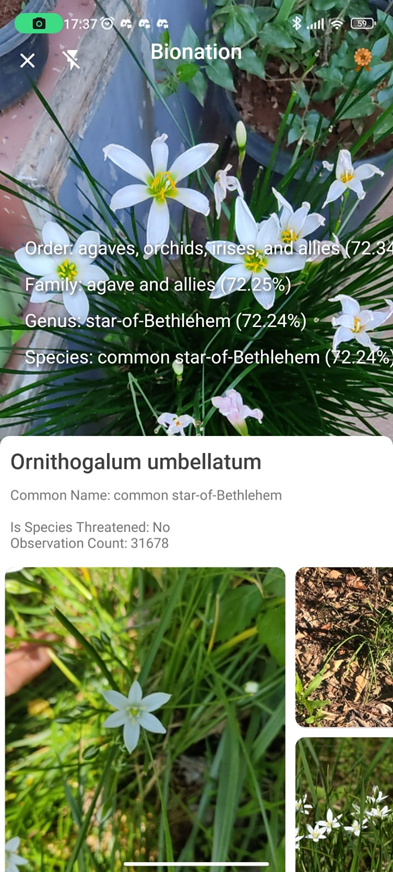 17:37
59
Bionation
Order: agaves, orchids, irises, and allies (72.34
Family: agave and allies (72.25%)
Genus: star-of-Bethlehem (72.24%)
Species: common star-of-Bethlehem (72.24%)
Ornithogalum umbellatum
Common Name: common star-of-Bethlehem
Is Species Threatened: No
Observation Count: 31678